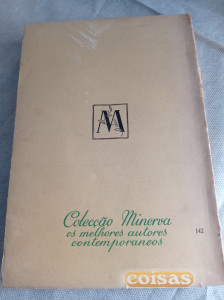 M
Colecção Minerva
os melhores autores
contemporaneos
142
coisas